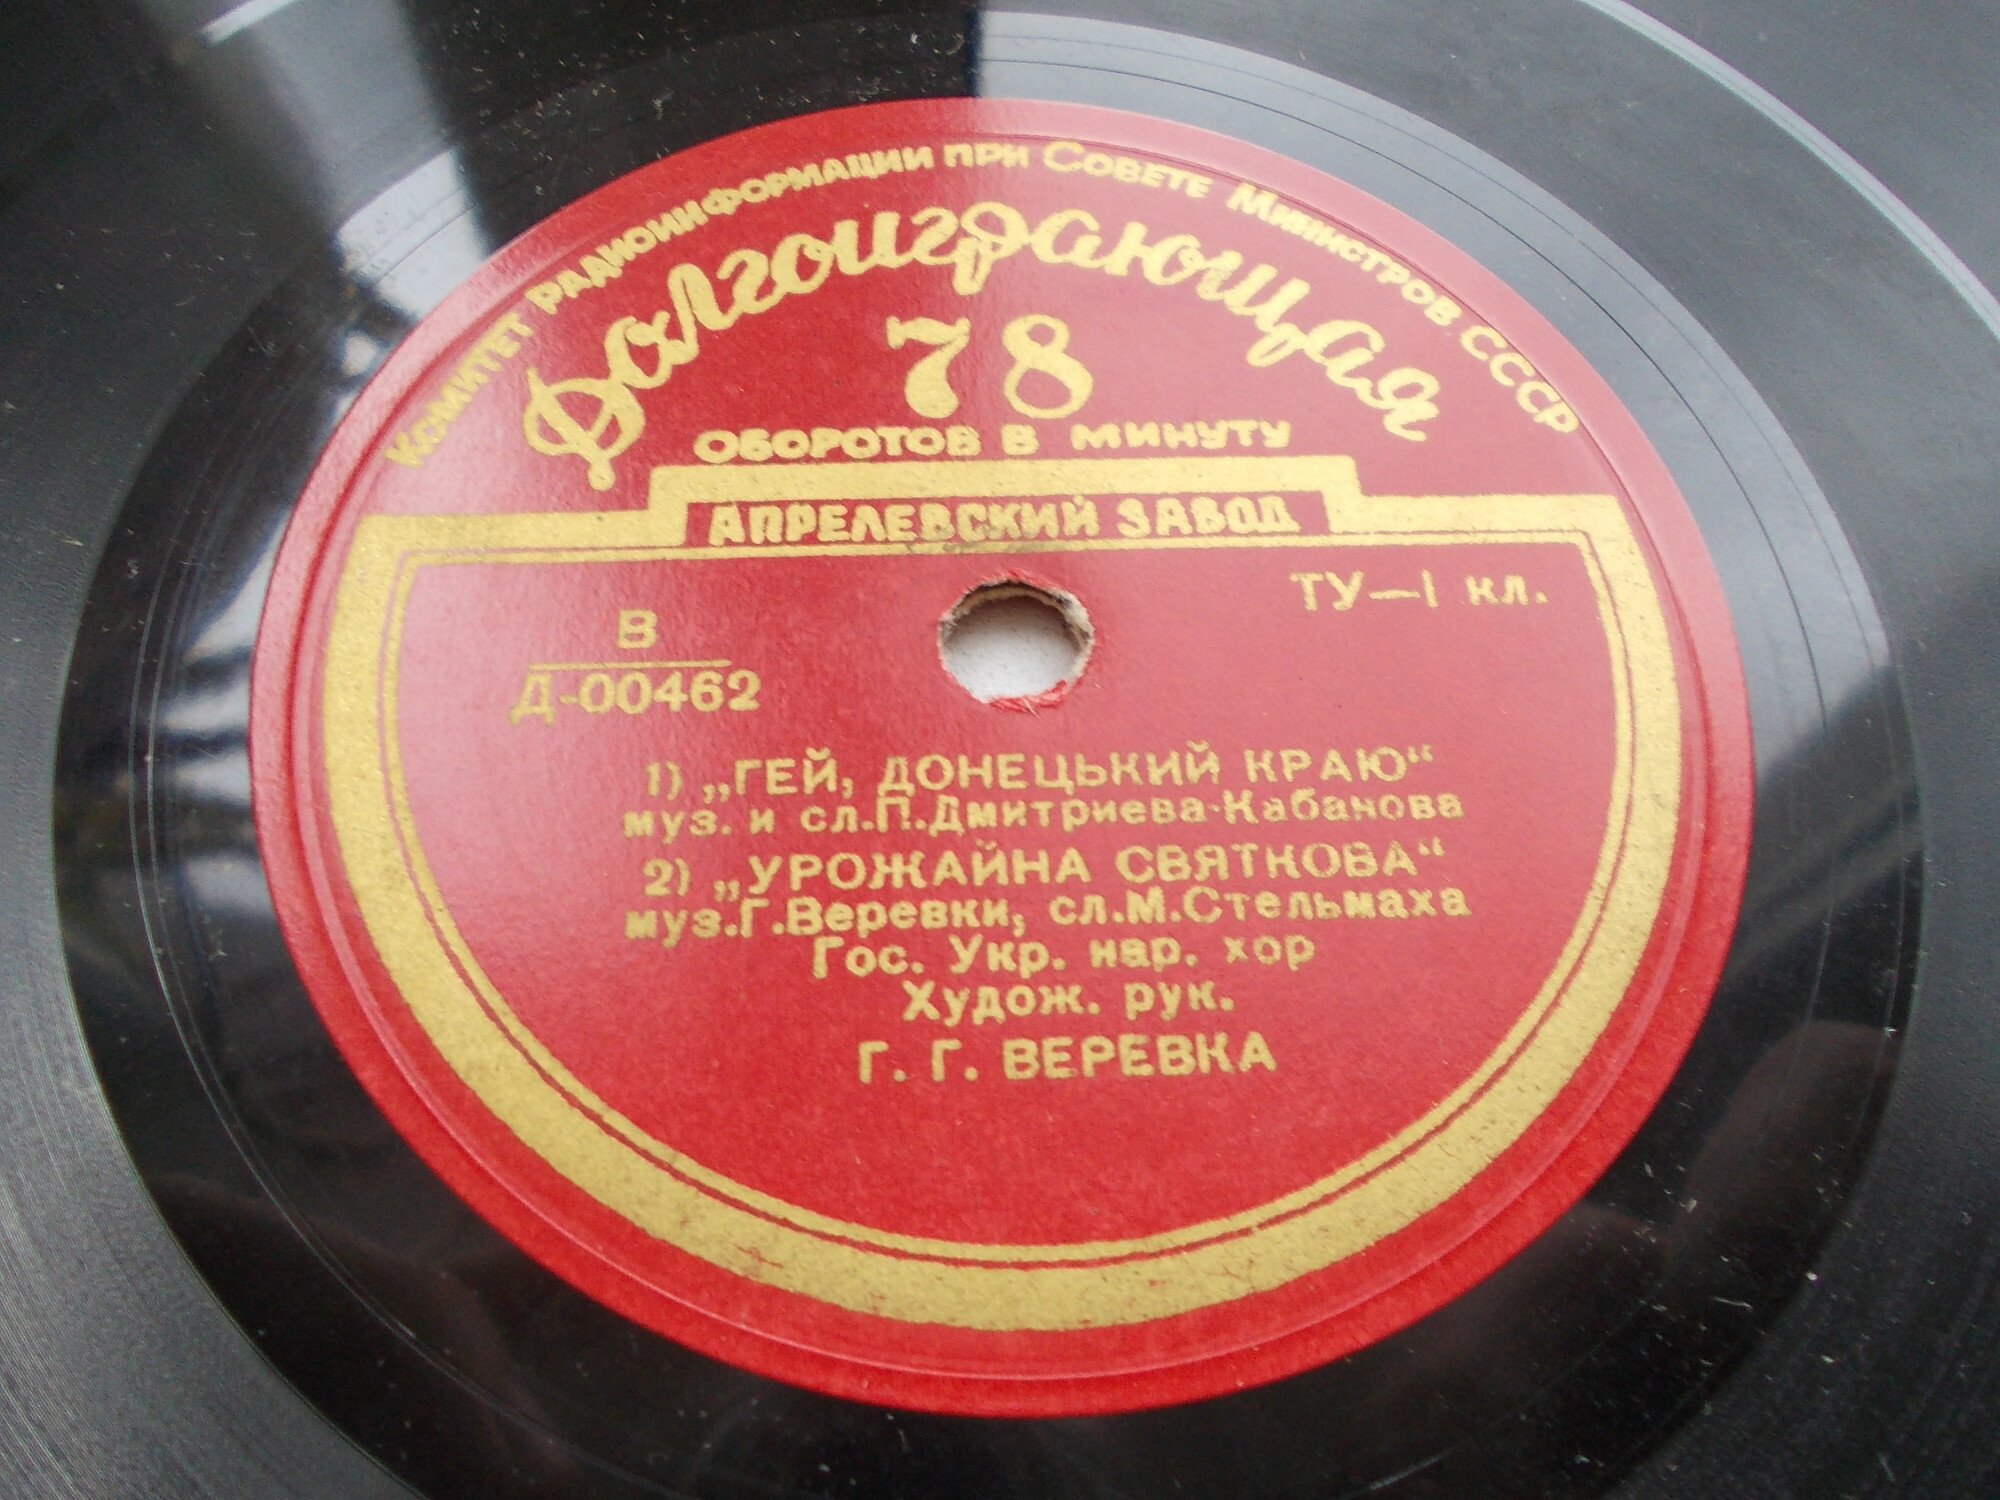 Комитет Радиоинформации при Совете Министров СССР
Долгоиграющая
78
оборотов в минуту
АПРЕЛЕВСКИЙ ЗАВОД
ТУ—1 кл.
В
Д-00462
1) „ГЕЙ, ДОНЕЦЬКИЙ КРАЮ“
муз. и сл.П.Дмитриева-Кабанова
2) „УРОЖАЙНА СВЯТКОВА“
муз.Г.Веревки, сл.М.Стельмаха
Гос. Укр. нар. хор
Худож. рук.
Г. Г. ВЕРЕВКА